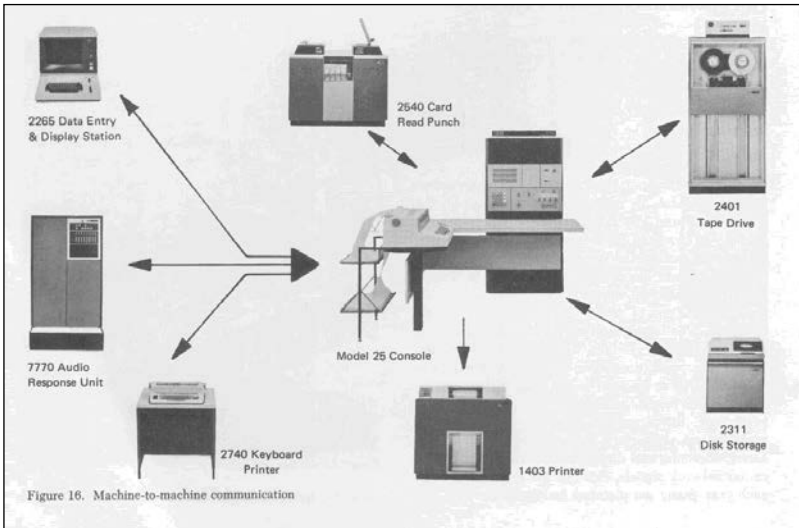 2265 Data Entry
& Display Station
2540 Card
Read Punch
2401
Tape Drive
7770 Audio
Response Unit
Model 25 Console
2740 Keyboard
Printer
1403 Printer
2311
Disk Storage
Figure 16. Machine-to-machine communication